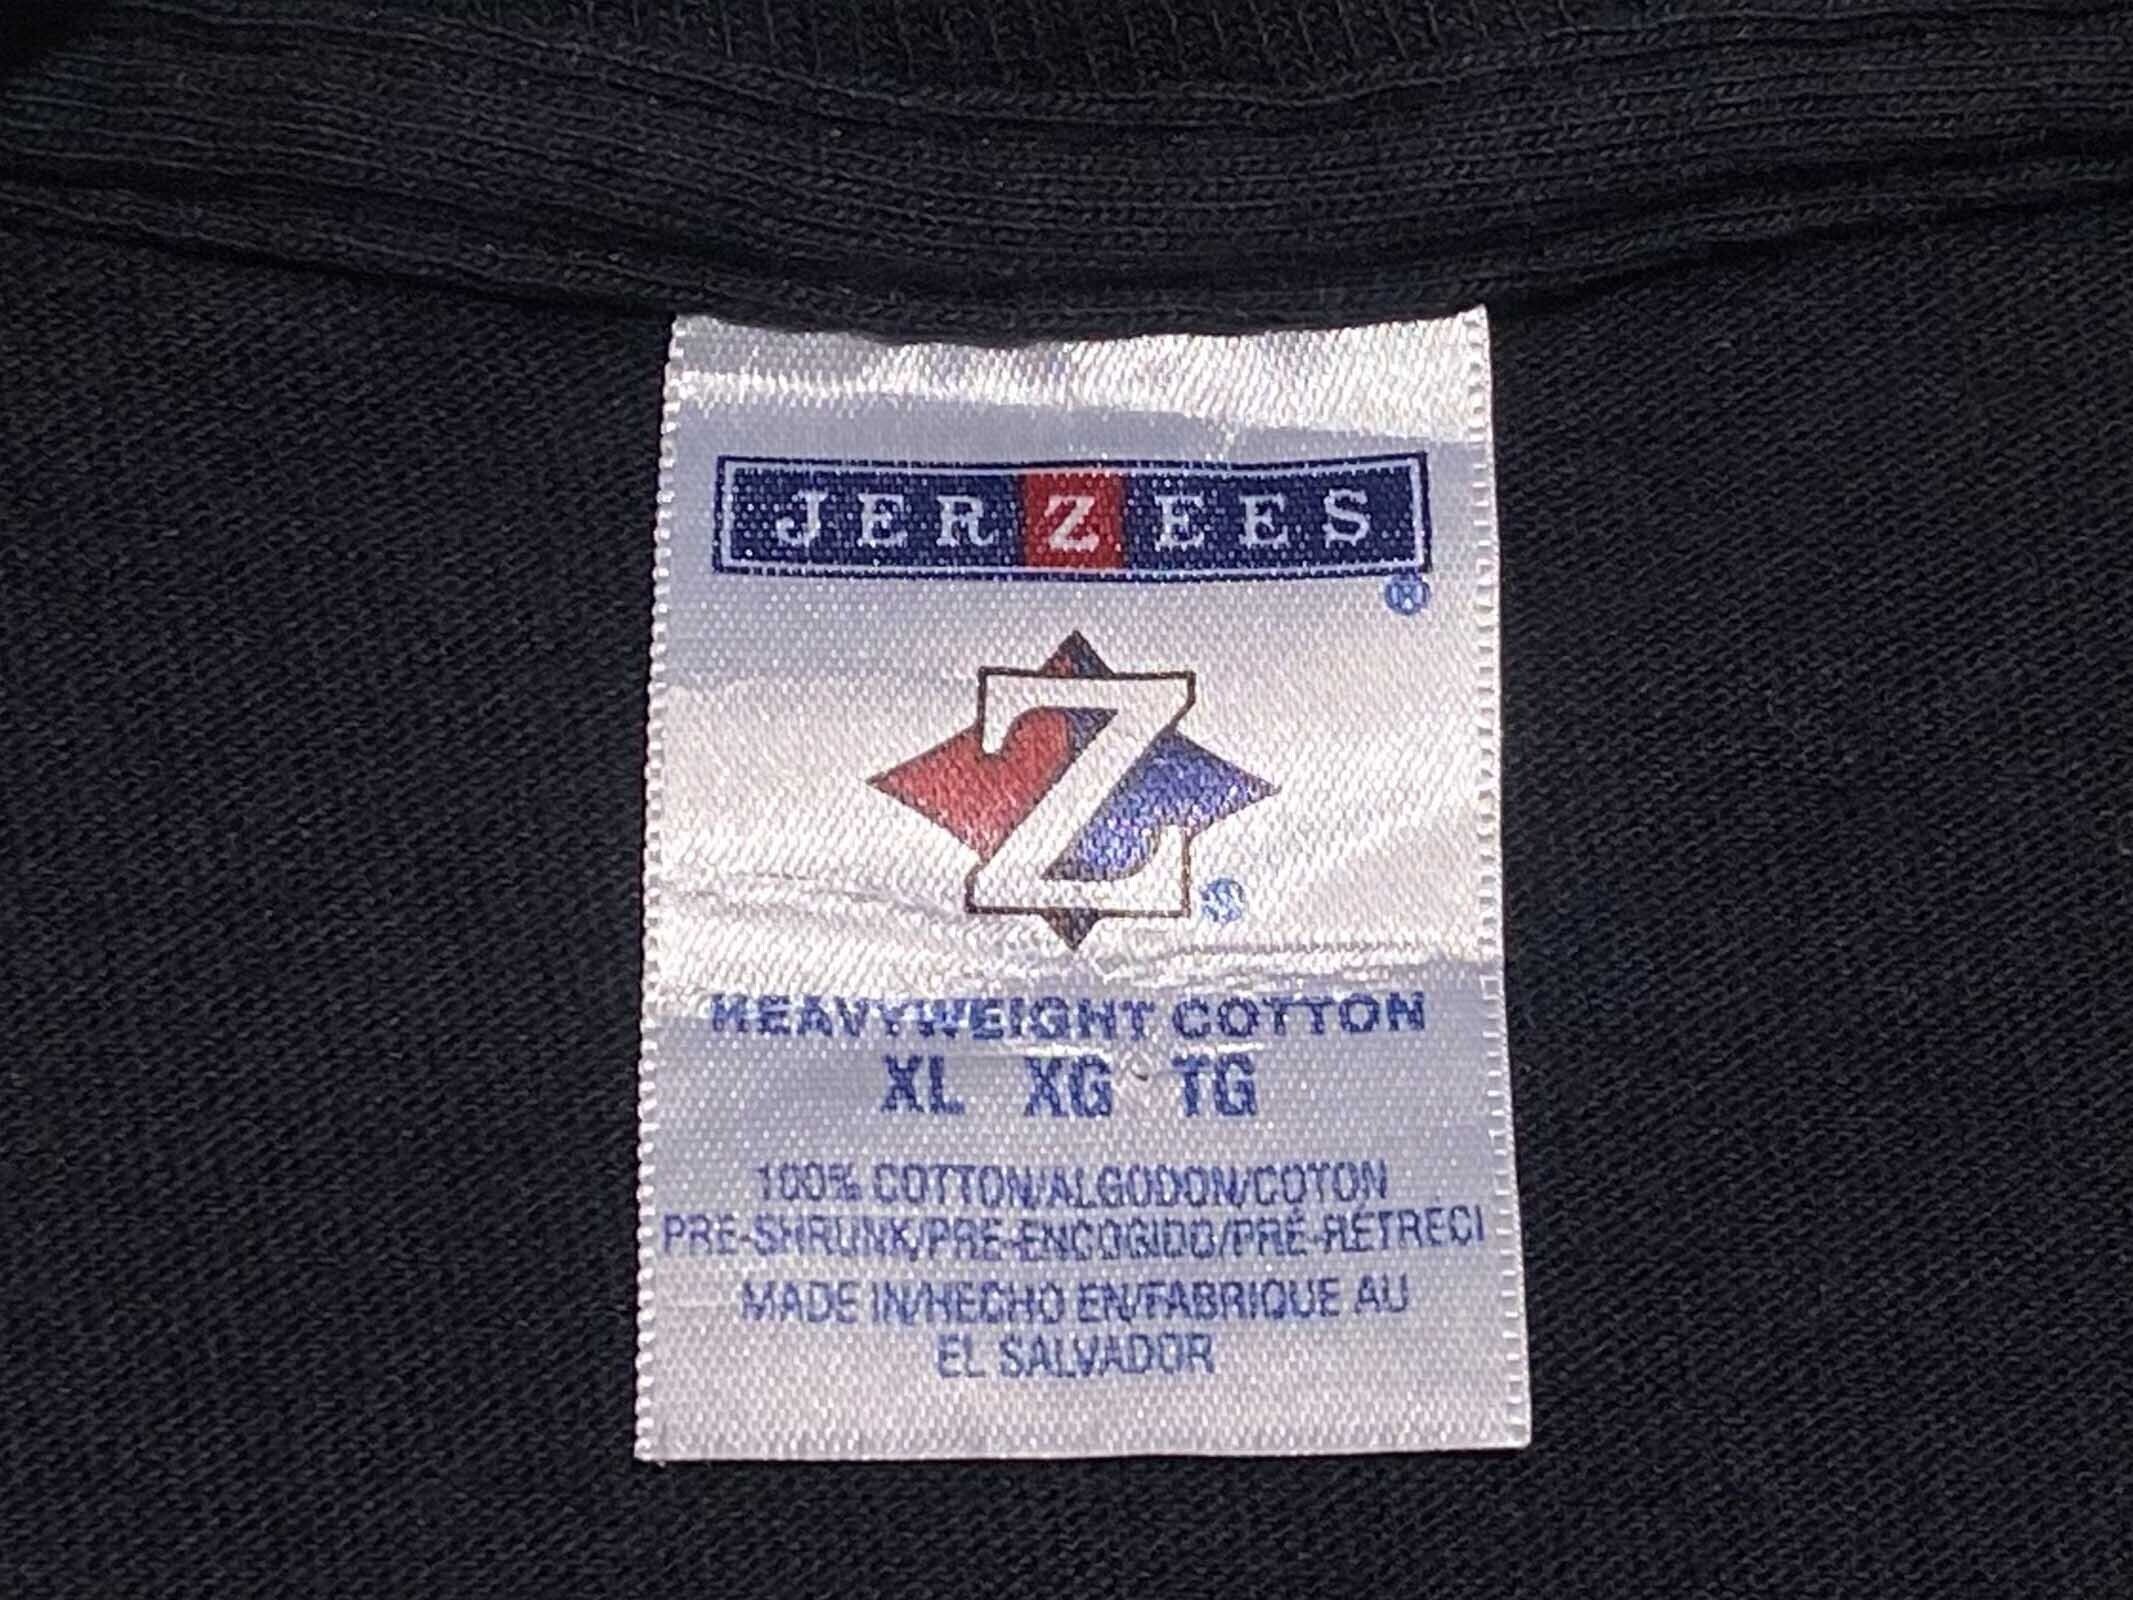 JERZEES
®
Z
®
HEAVYWEIGHT COTTON
XL XG TG
100% COTTON/ALGODON/COTON
PRE-SHRUNK/PRE-ENCOGIDO/PRÉ-RÉTRÉCI
MADE IN/HECHO EN/FABRIQUE AU
EL SALVADOR